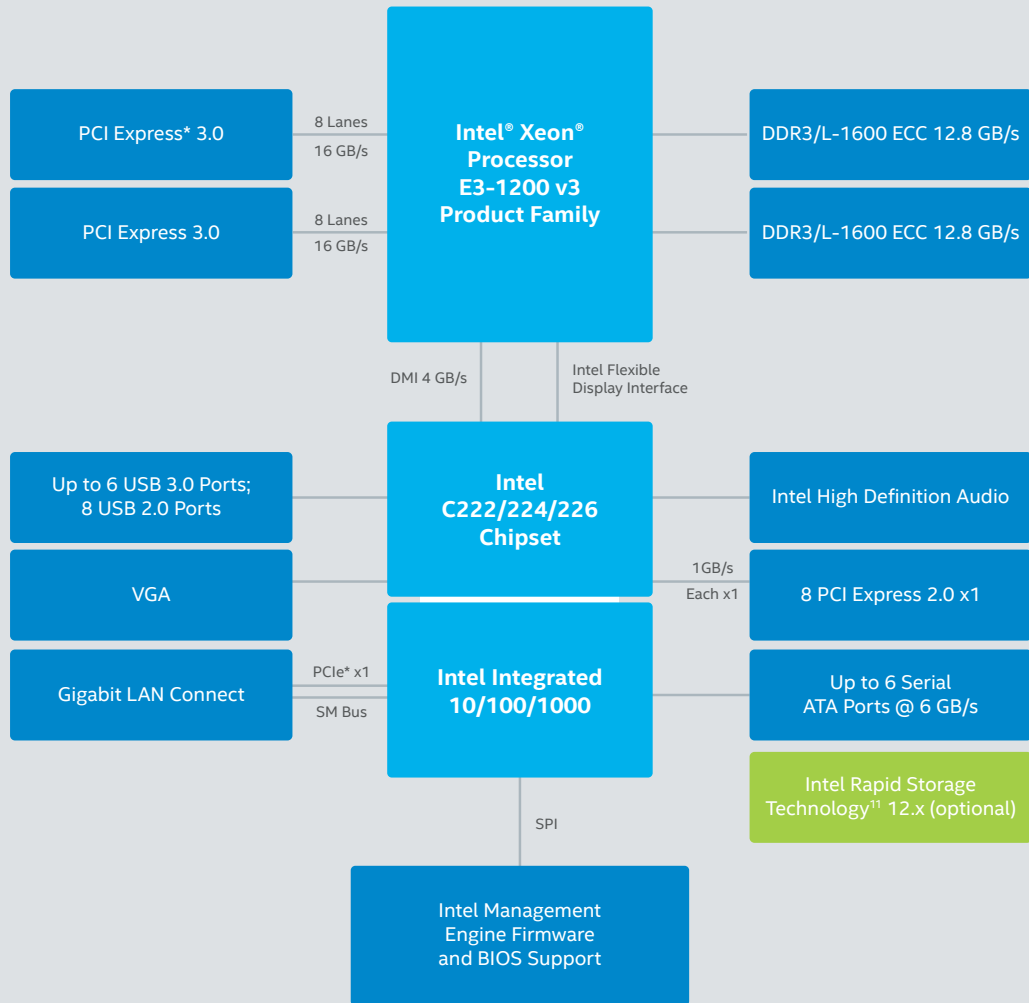 PCI Express* 3.0
8 Lanes
16 GB/s
Intel® Xeon®
Processor
E3-1200 v3
Product Family
DDR3/L-1600 ECC 12.8 GB/s
PCI Express 3.0
8 Lanes
16 GB/s
DDR3/L-1600 ECC 12.8 GB/s
DMI 4 GB/s
Intel Flexible
Display Interface
Up to 6 USB 3.0 Ports;
8 USB 2.0 Ports
Intel
C222/224/226
Chipset
Intel High Definition Audio
VGA
1GB/s
Each x1
8 PCI Express 2.0 x1
Gigabit LAN Connect
PCIe* x1
SM Bus
Intel Integrated
10/100/1000
Up to 6 Serial
ATA Ports @ 6 GB/s
Intel Rapid Storage
Technology¹¹ 12.x (optional)
SPI
Intel Management
Engine Firmware
and BIOS Support